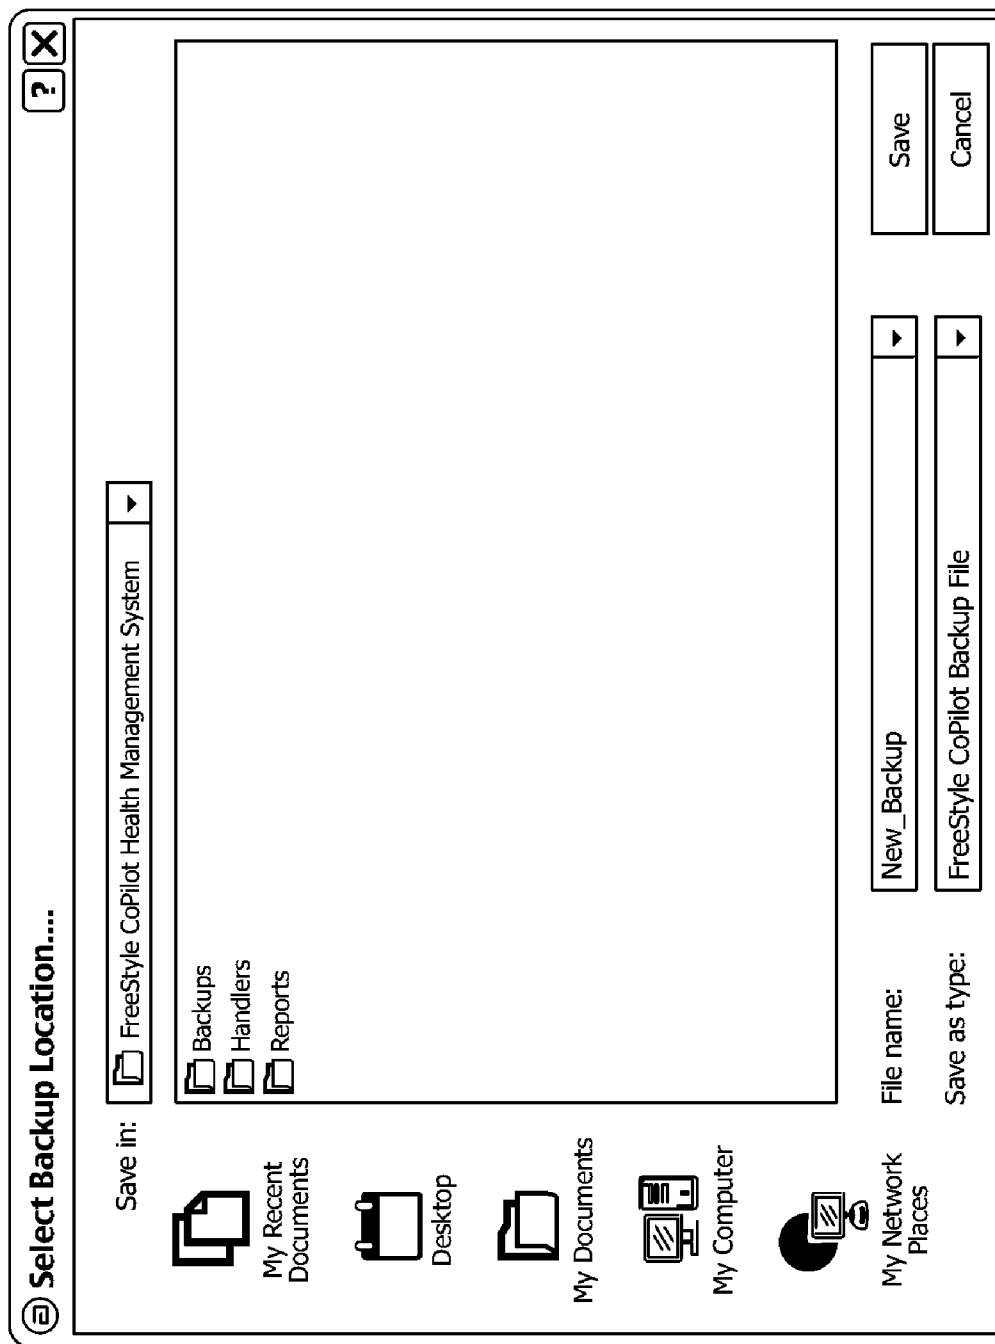 Select Backup Location....
? X
Save in: FreeStyle CoPilot Health Management System
My Recent
Documents
Desktop
My Documents
My Computer
My Network
Places
Backups
Handlers
Reports
File name: New_Backup Save
Save as type: FreeStyle CoPilot Backup File Cancel